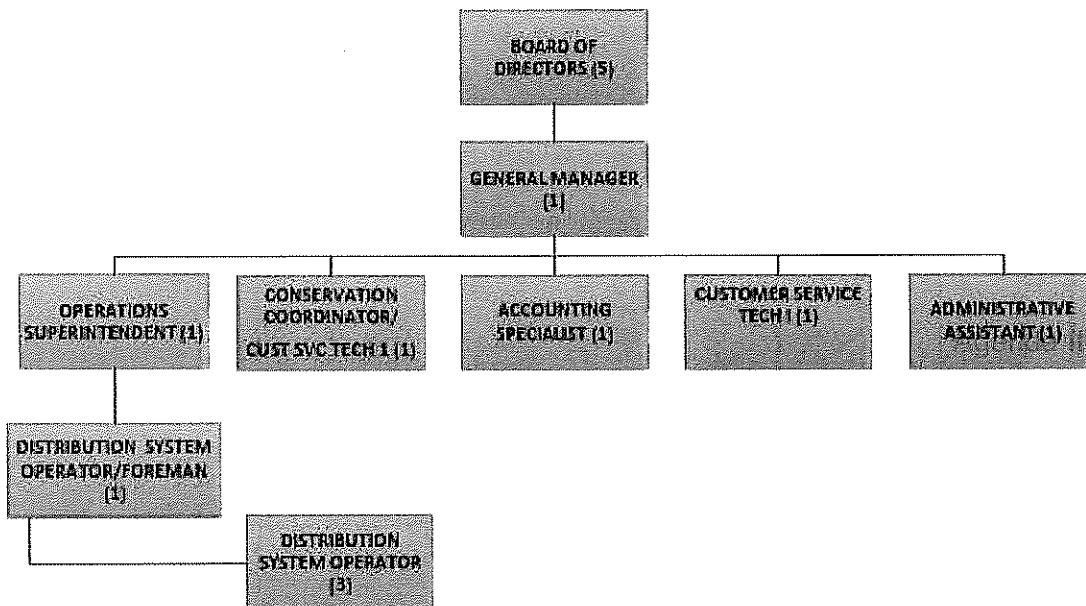 BOARD OF
DIRECTORS (5)
GENERAL MANAGER
(1)
OPERATIONS
SUPERINTENDENT (1)
CONSERVATION
COORDINATOR/
CUST SVC TECH 1 (1)
ACCOUNTING
SPECIALIST (1)
CUSTOMER SERVICE
TECH I (1)
ADMINISTRATIVE
ASSISTANT (1)
DISTRIBUTION SYSTEM
OPERATOR/FOREMAN
(1)
DISTRIBUTION
SYSTEM OPERATOR
(3)